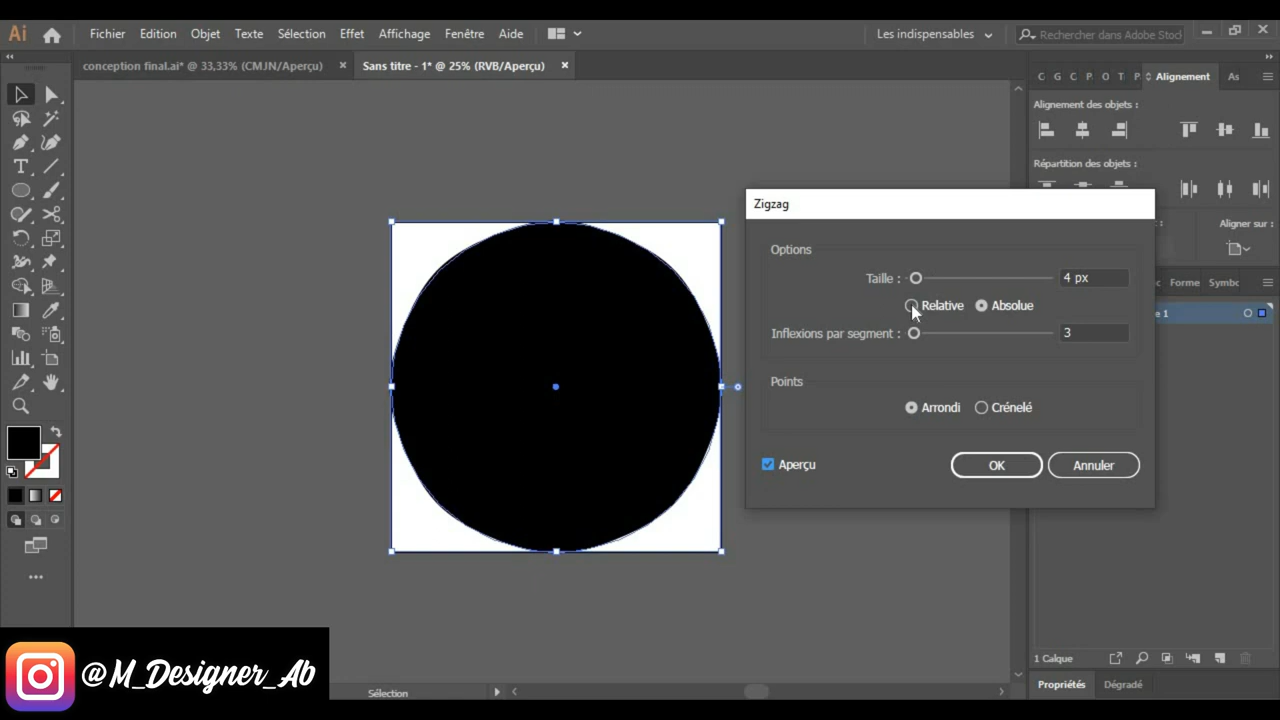 Ai
Fichier Edition Objet Texte Sélection Effet Affichage Fenêtre Aide
Les indispensables
Rechercher dans Adobe Stock
conception final.ai* @ 33,33% (CMJN/Aperçu) ×
Sans titre - 1* @ 25% (RVB/Aperçu) ×
C G C P O T P Alignement As
Alignement des objets :
Répartition des objets :
Aligner sur :
Zigzag
Options
Taille : 4 px
Relative Absolue
Inflexions par segment : 3
Points
Arrondi Crénelé
Aperçu OK Annuler
Forme Symbo
e 1
1 Calque
Propriétés Dégradé
Sélection
@M_Designer_Ab